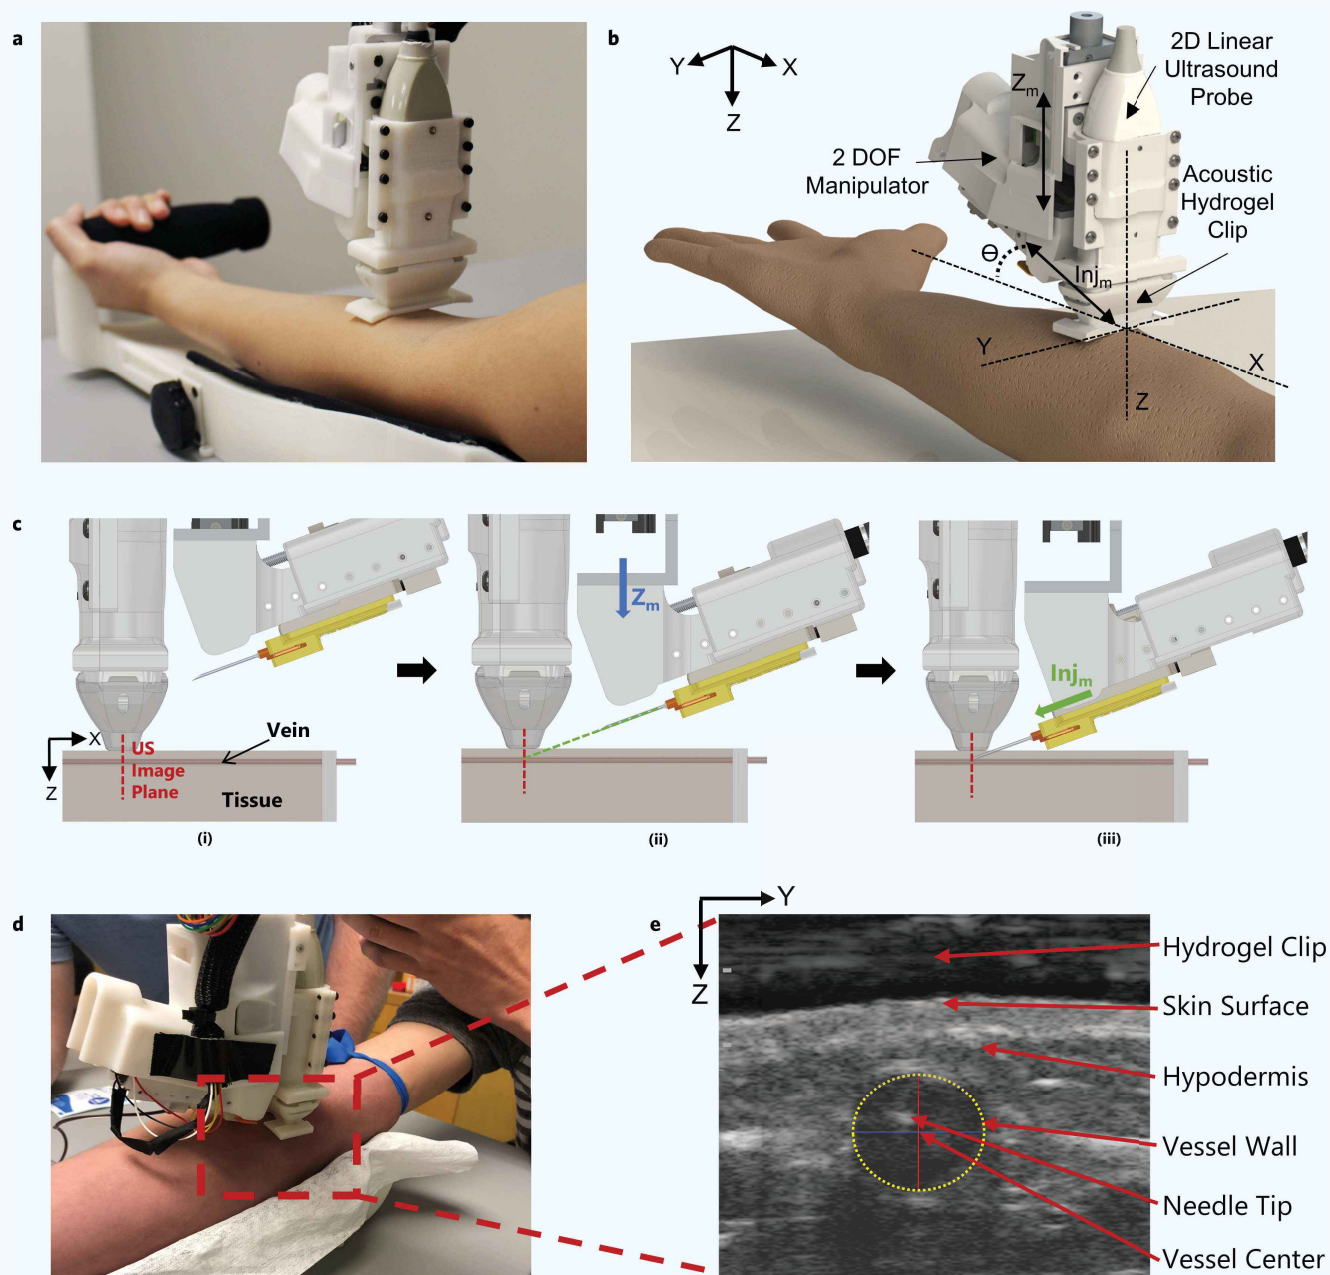 a
b
Y
X
Z
Zm
2D Linear
Ultrasound
Probe
2 DOF
Manipulator
Acoustic
Hydrogel
Clip
Θ
Injm
Y
X
Z
c
X
Z
US
Image
Plane
Vein
Tissue
(i)
Zm
(ii)
Injm
(iii)
d
e
Y
Z
Hydrogel Clip
Skin Surface
Hypodermis
Vessel Wall
Needle Tip
Vessel Center